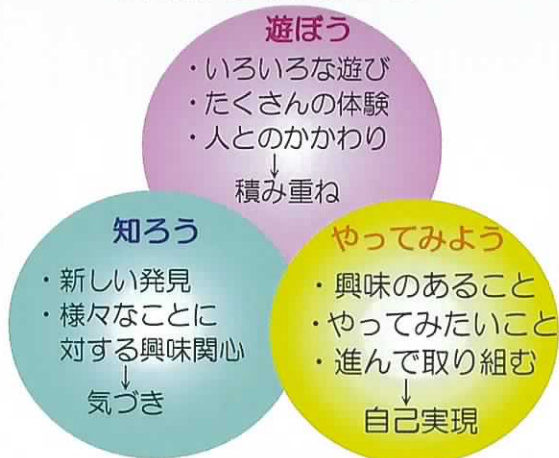 遊ぼう
・いろいろな遊び
・たくさんの体験
・人とのかかわり
↓
積み重ね
知ろう
・新しい発見
・様々なことに
対する興味関心
↓
気づき
やってみよう
・興味のあること
・やってみたいこと
・進んで取り組む
↓
自己実現